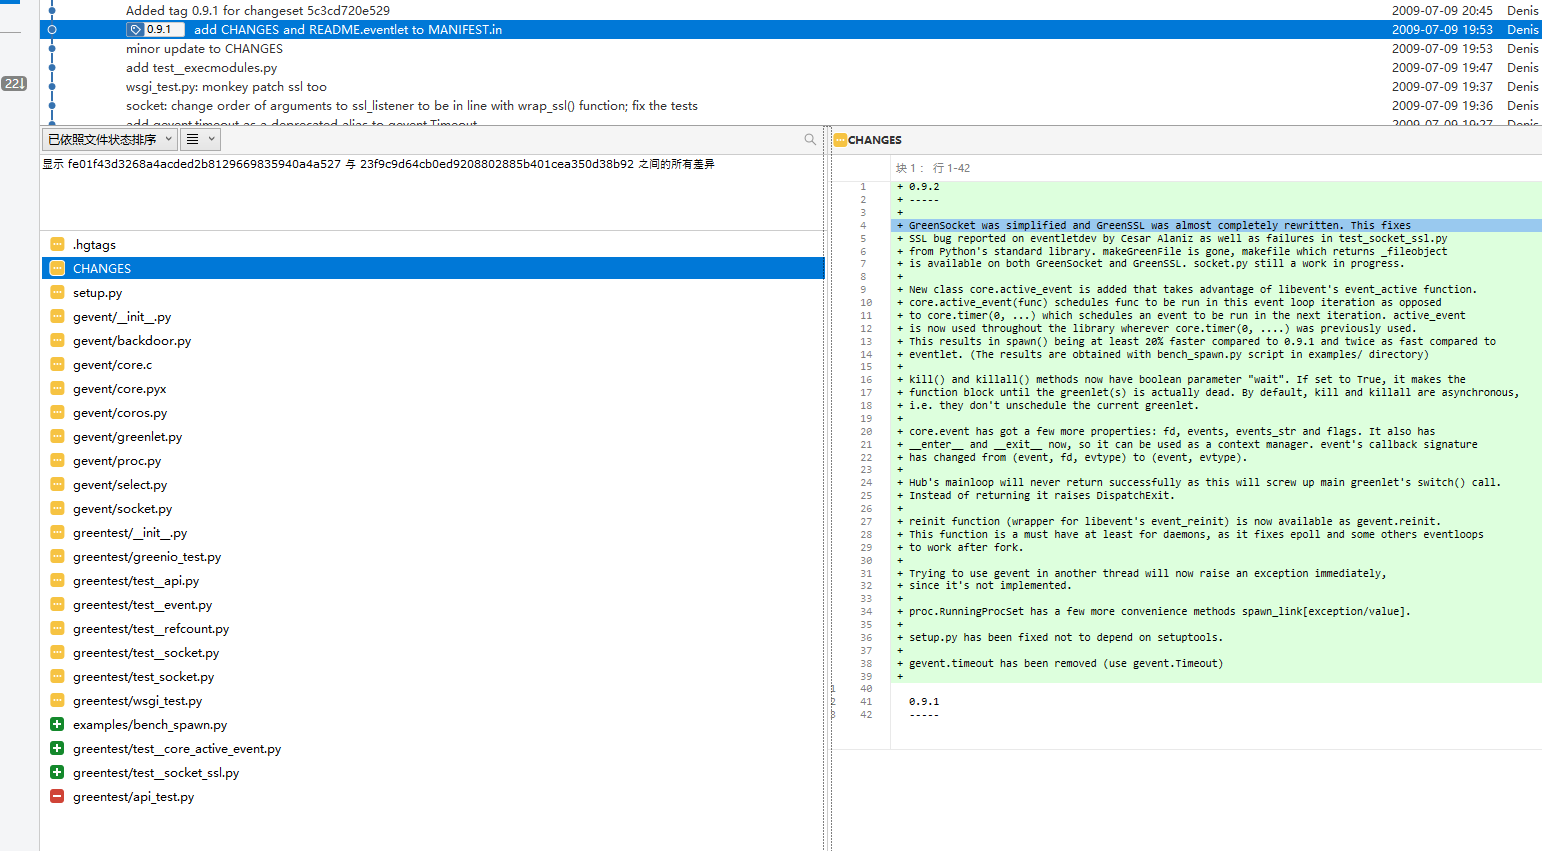 Added tag 0.9.1 for changeset 5c3cd720e529 2009-07-09 20:45 Denis
0.9.1 add CHANGES and README.eventlet to MANIFEST.in 2009-07-09 19:53 Denis
minor update to CHANGES 2009-07-09 19:53 Denis
add test__execmodules.py 2009-07-09 19:47 Denis
22↓
wsgi_test.py: monkey patch ssl too 2009-07-09 19:37 Denis
socket: change order of arguments to ssl_listener to be in line with wrap_ssl() function; fix the tests 2009-07-09 19:36 Denis
add gevent.timeout as a deprecated alias to gevent.Timeout 2009-07-09 19:27 Denis
已依照文件状态排序
显示 fe01f43d3268a4acded2b8129669835940a4a527 与 23f9c9d64cb0ed9208802885b401cea350d38b92 之间的所有差异
.hgtags
CHANGES
setup.py
gevent/__init__.py
gevent/backdoor.py
gevent/core.c
gevent/core.pyx
gevent/coros.py
gevent/greenlet.py
gevent/proc.py
gevent/select.py
gevent/socket.py
greentest/__init__.py
greentest/greenio_test.py
greentest/test__api.py
greentest/test__event.py
greentest/test__refcount.py
greentest/test__socket.py
greentest/test_socket.py
greentest/wsgi_test.py
examples/bench_spawn.py
greentest/test__core_active_event.py
greentest/test__socket_ssl.py
greentest/api_test.py
CHANGES
块 1： 行 1-42
1 + 0.9.2
2 + -----
3 +
4 + GreenSocket was simplified and GreenSSL was almost completely rewritten. This fixes
5 + SSL bug reported on eventletdev by Cesar Alaniz as well as failures in test_socket_ssl.py
6 + from Python's standard library. makeGreenFile is gone, makefile which returns _fileobject
7 + is available on both GreenSocket and GreenSSL. socket.py still a work in progress.
8 +
9 + New class core.active_event is added that takes advantage of libevent's event_active function.
10 + core.active_event(func) schedules func to be run in this event loop iteration as opposed
11 + to core.timer(0, ...) which schedules an event to be run in the next iteration. active_event
12 + is now used throughout the library wherever core.timer(0, ....) was previously used.
13 + This results in spawn() being at least 20% faster compared to 0.9.1 and twice as fast compared to
14 + eventlet. (The results are obtained with bench_spawn.py script in examples/ directory)
15 +
16 + kill() and killall() methods now have boolean parameter "wait". If set to True, it makes the
17 + function block until the greenlet(s) is actually dead. By default, kill and killall are asynchronous,
18 + i.e. they don't unschedule the current greenlet.
19 +
20 + core.event has got a few more properties: fd, events, events_str and flags. It also has
21 + __enter__ and __exit__ now, so it can be used as a context manager. event's callback signature
22 + has changed from (event, fd, evtype) to (event, evtype).
23 +
24 + Hub's mainloop will never return successfully as this will screw up main greenlet's switch() call.
25 + Instead of returning it raises DispatchExit.
26 +
27 + reinit function (wrapper for libevent's event_reinit) is now available as gevent.reinit.
28 + This function is a must have at least for daemons, as it fixes epoll and some others eventloops
29 + to work after fork.
30 +
31 + Trying to use gevent in another thread will now raise an exception immediately,
32 + since it's not implemented.
33 +
34 + proc.RunningProcSet has a few more convenience methods spawn_link[exception/value].
35 +
36 + setup.py has been fixed not to depend on setuptools.
37 +
38 + gevent.timeout has been removed (use gevent.Timeout)
39 +
1 40
2 41 0.9.1
3 42 -----